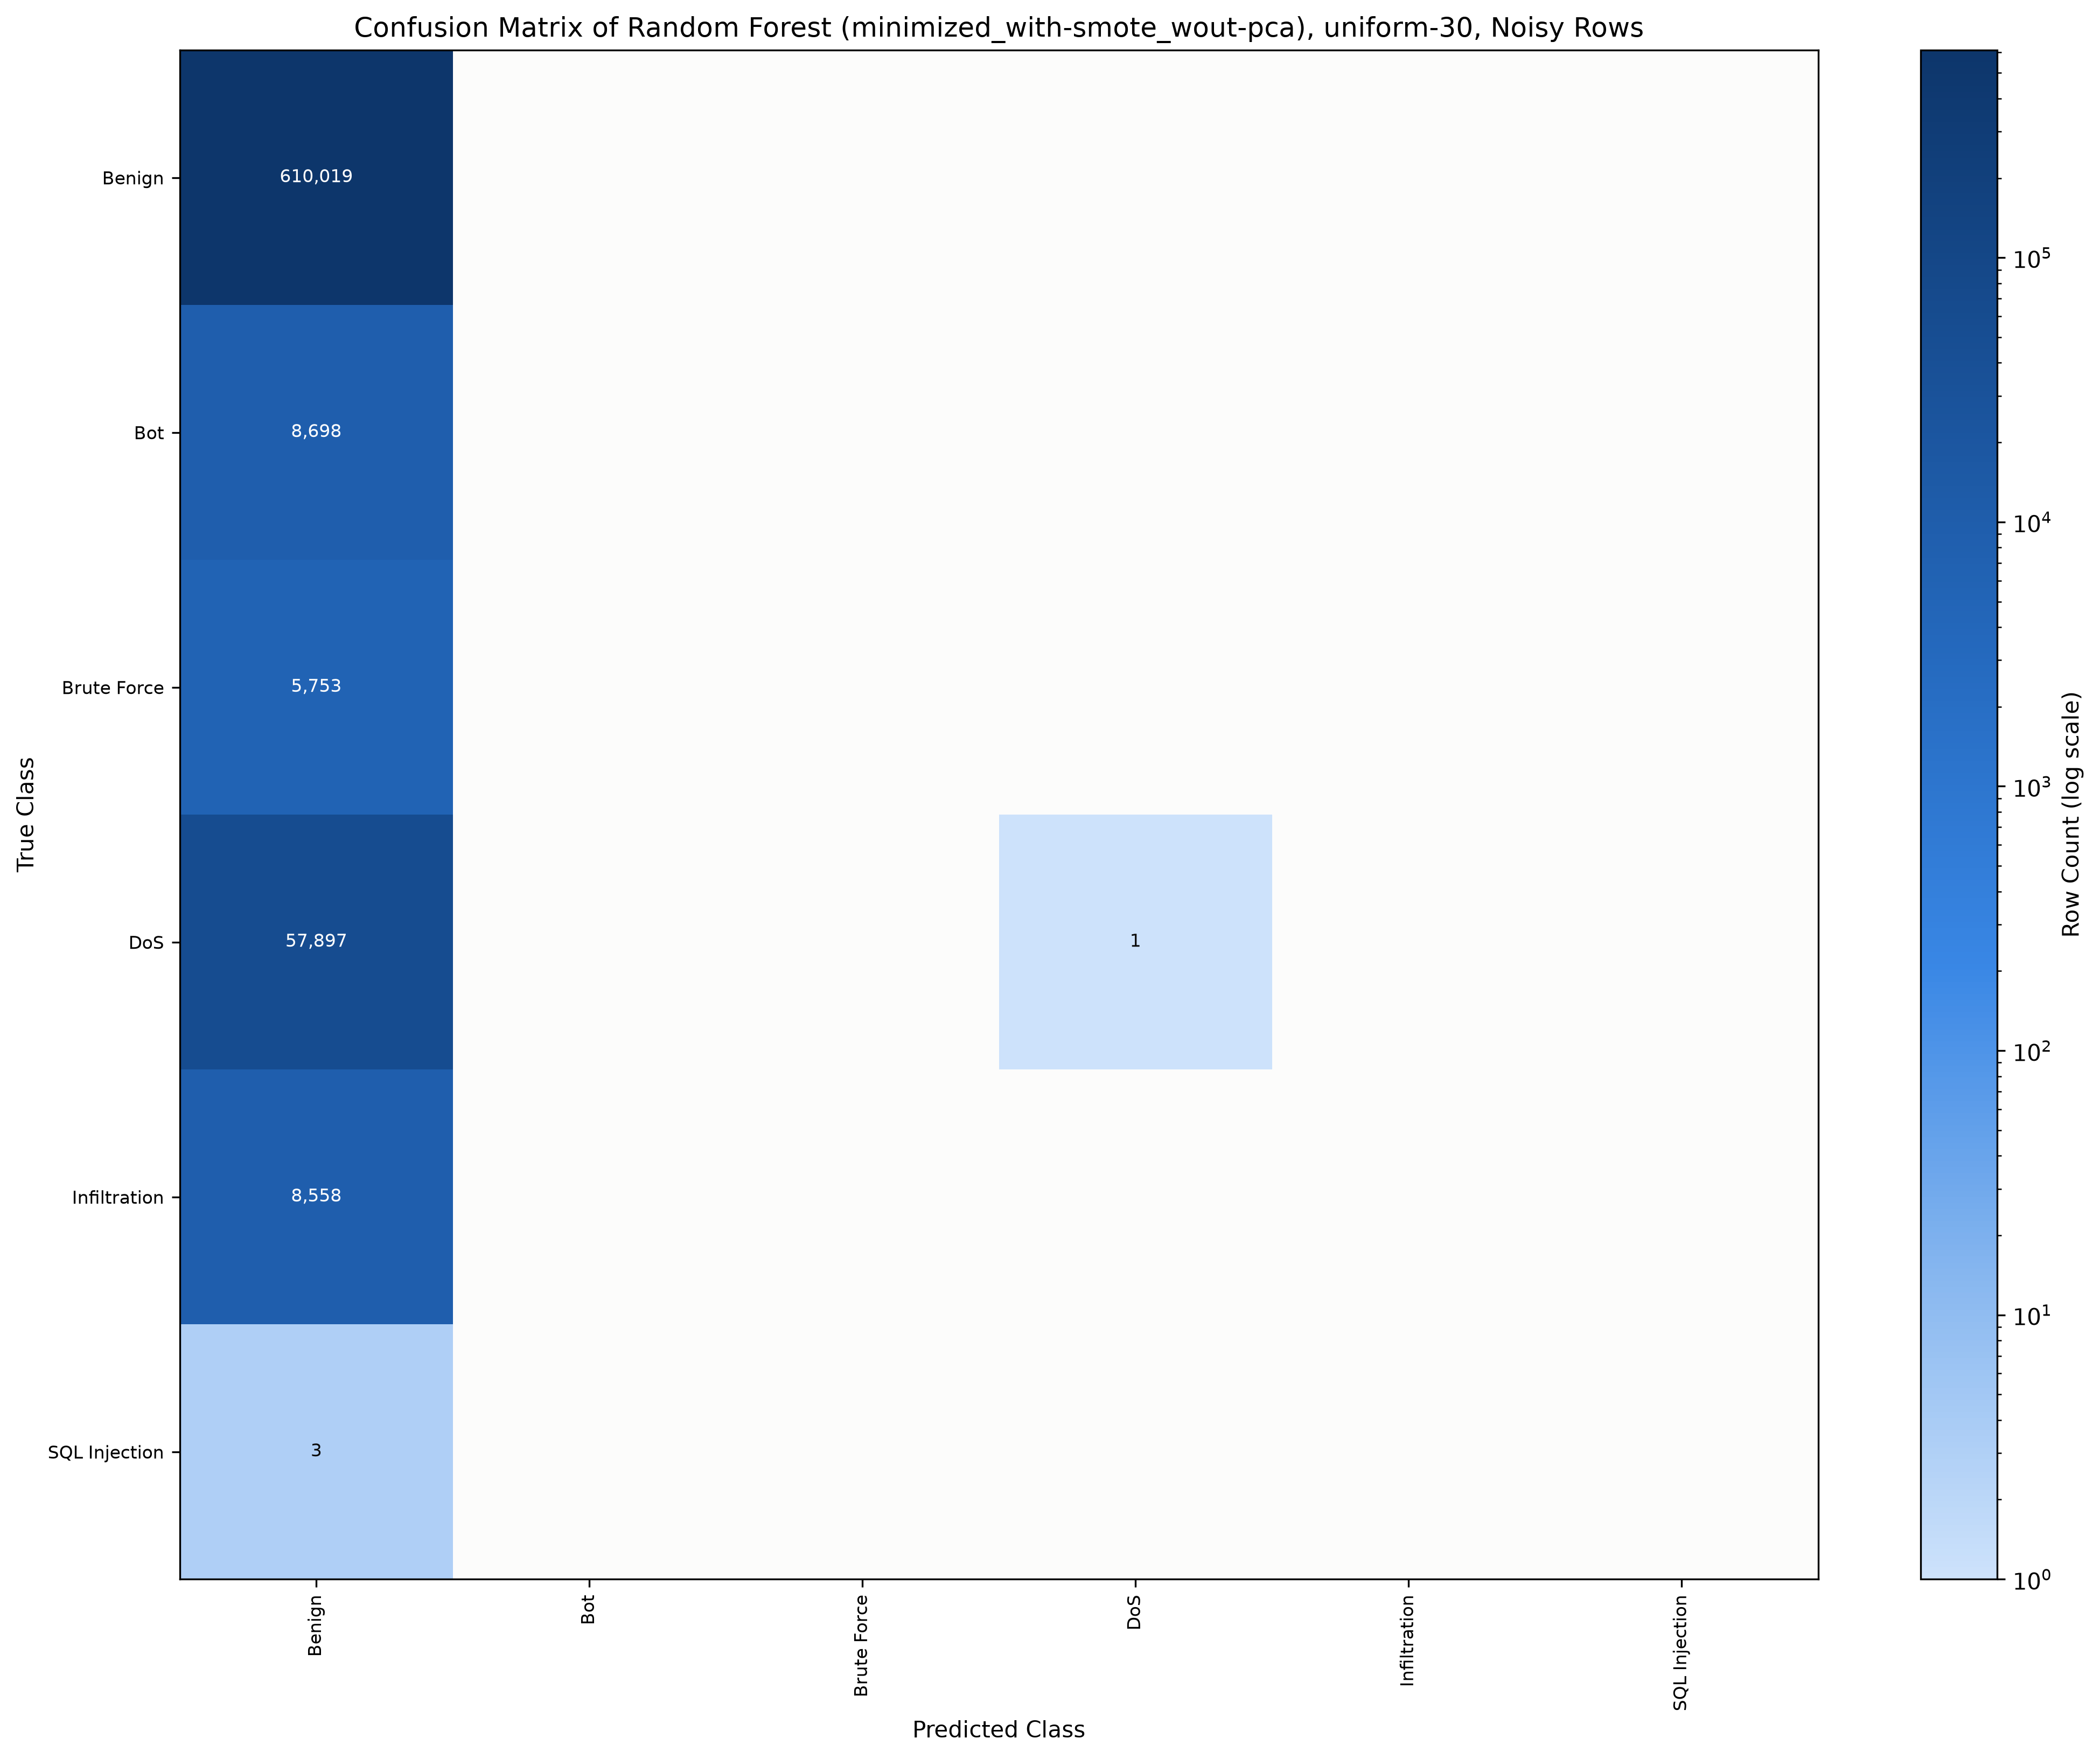 Confusion Matrix of Random Forest (minimized_with-smote_wout-pca), uniform-30, Noisy Rows
True Class
Benign
610,019
Bot
8,698
Brute Force
5,753
DoS
57,897
1
Infiltration
8,558
SQL Injection
3
Benign
Bot
Brute Force
DoS
Infiltration
SQL Injection
Predicted Class
10⁵
10⁴
10³
10²
10¹
10⁰
Row Count (log scale)